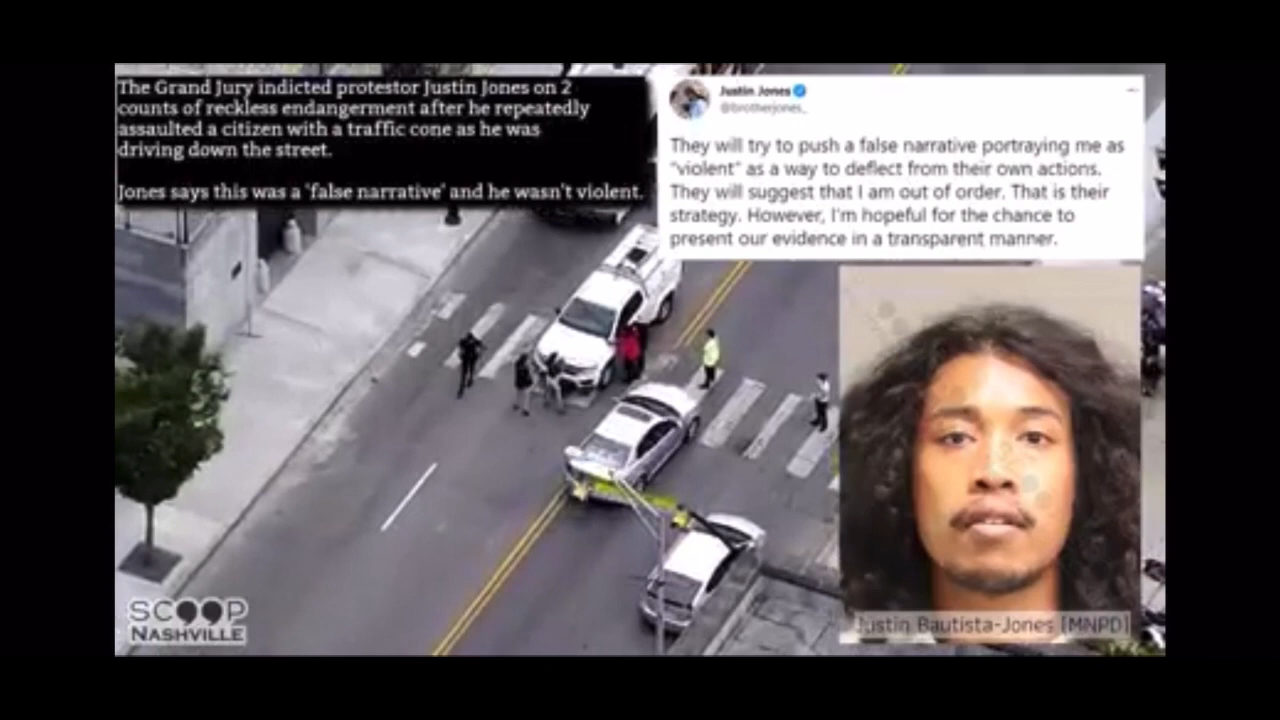 The Grand Jury indicted protestor Justin Jones on 2
counts of reckless endangerment after he repeatedly
assaulted a citizen with a traffic cone as he was
driving down the street.
Jones says this was a 'false narrative' and he wasn't violent.
Justin Jones
@brotherjones_
They will try to push a false narrative portraying me as
"violent" as a way to deflect from their own actions.
They will suggest that I am out of order. That is their
strategy. However, I'm hopeful for the chance to
present our evidence in a transparent manner.
SCOOP
NASHVILLE
Justin Bautista-Jones [MNPD]